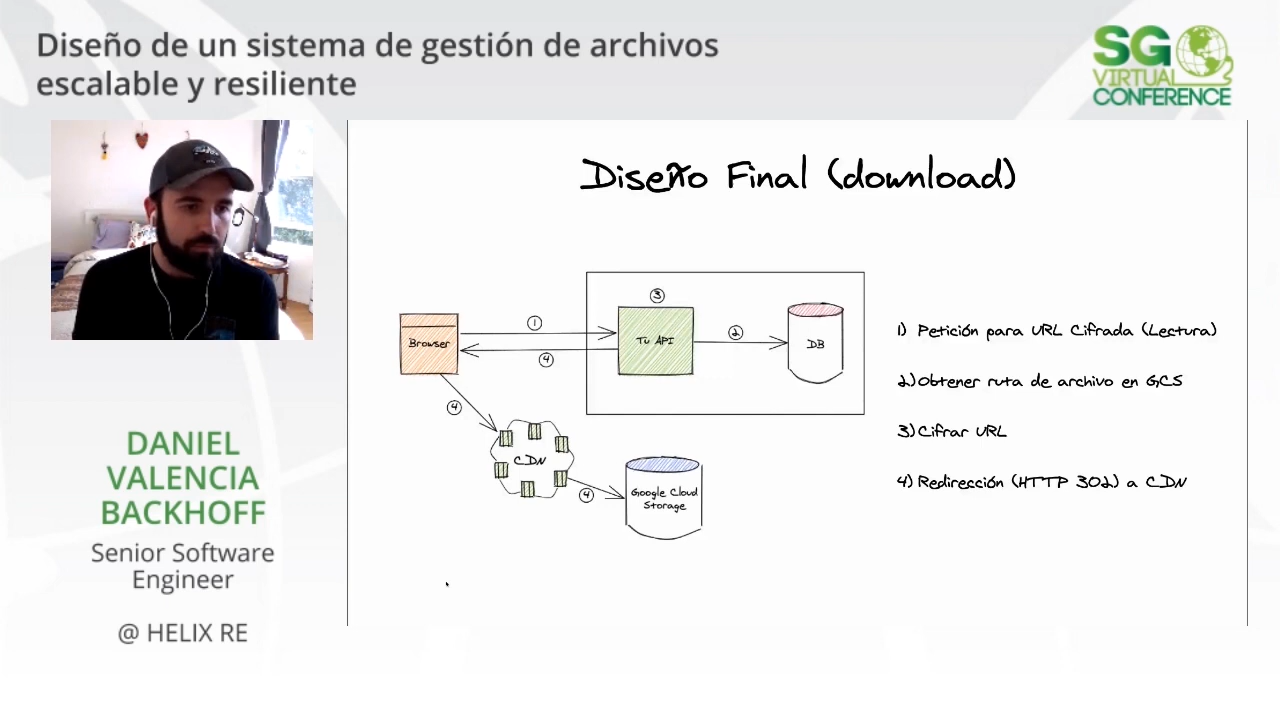 Diseño de un sistema de gestión de archivos
escalable y resiliente
SG
VIRTUAL
CONFERENCE
Diseño Final (download)
3
1
Browser
Tu API
2
DB
4
4
CDN
4
Google Cloud
Storage
1) Petición para URL Cifrada (Lectura)
2) Obtener ruta de archivo en GCS
3) Cifrar URL
4) Redirección (HTTP 302) a CDN
DANIEL
VALENCIA
BACKHOFF
Senior Software
Engineer
@ HELIX RE